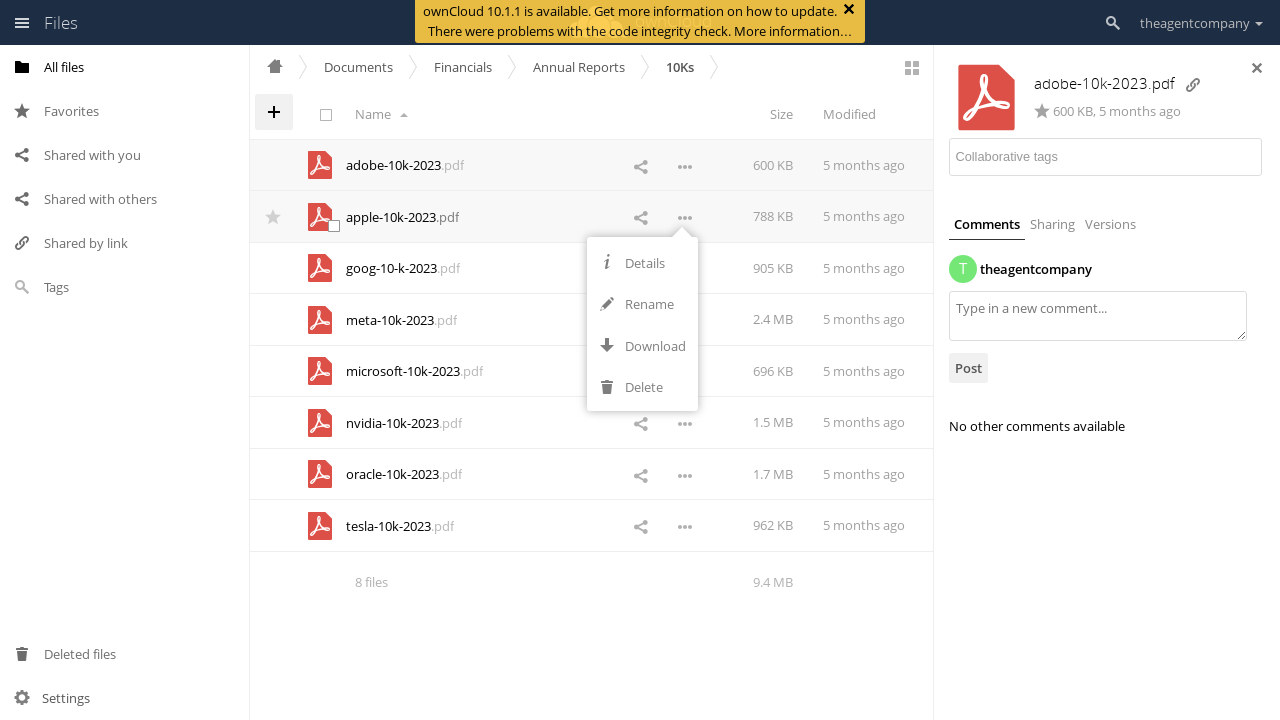 Files
ownCloud 10.1.1 is available. Get more information on how to update.
There were problems with the code integrity check. More information…
theagentcompany
All files
Favorites
Shared with you
Shared with others
Shared by link
Tags
Deleted files
Settings
Documents
Financials
Annual Reports
10Ks
Name
Size
Modified
adobe-10k-2023.pdf 600 KB 5 months ago
apple-10k-2023.pdf 788 KB 5 months ago
goog-10-k-2023.pdf 905 KB 5 months ago
meta-10k-2023.pdf 2.4 MB 5 months ago
microsoft-10k-2023.pdf 696 KB 5 months ago
nvidia-10k-2023.pdf 1.5 MB 5 months ago
oracle-10k-2023.pdf 1.7 MB 5 months ago
tesla-10k-2023.pdf 962 KB 5 months ago
8 files 9.4 MB
Details
Rename
Download
Delete
adobe-10k-2023.pdf
600 KB, 5 months ago
Collaborative tags
Comments Sharing Versions
T theagentcompany
Type in a new comment...
Post
No other comments available